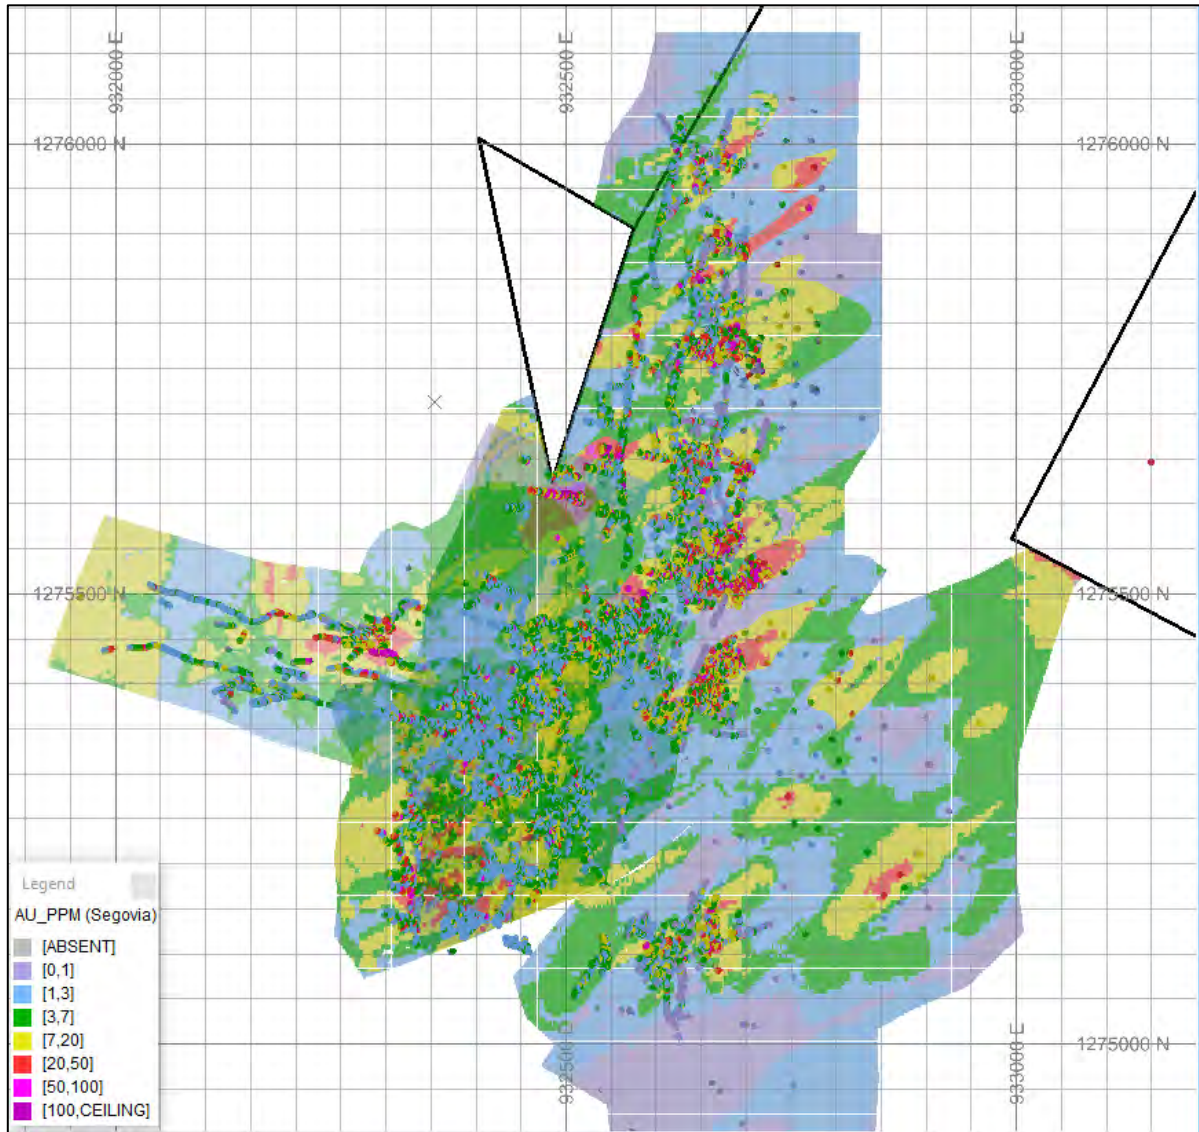 932000 E
932500 E
933000 E
1276000 N
1276000 N
1275500 N
1275500 N
Legend
AU_PPM (Segovia)
[ABSENT]
[0,1]
[1,3]
[3,7]
[7,20]
[20,50]
[50,100]
[100,CEILING]
1275000 N
932500 E
933000 E